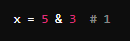 x = 5 & 3  # 1